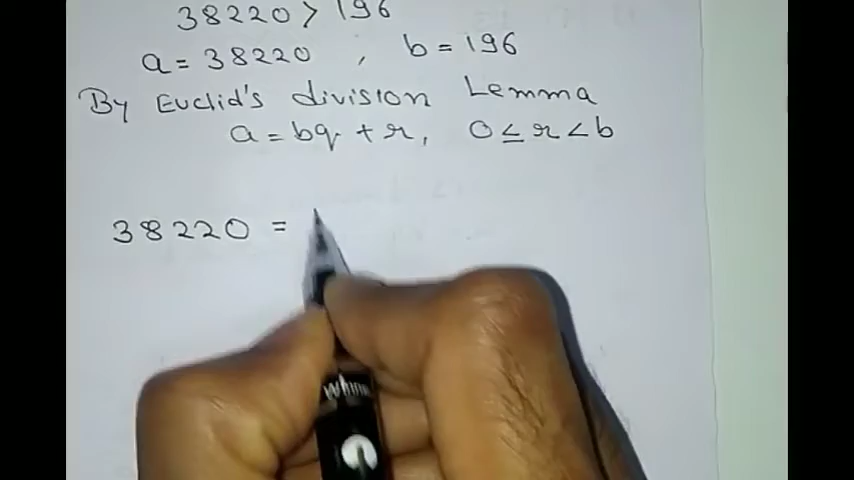 38220 > 196
a = 38220 , b = 196
By Euclid's division Lemma
a = bq + r, 0 ≤ r < b
38220 =